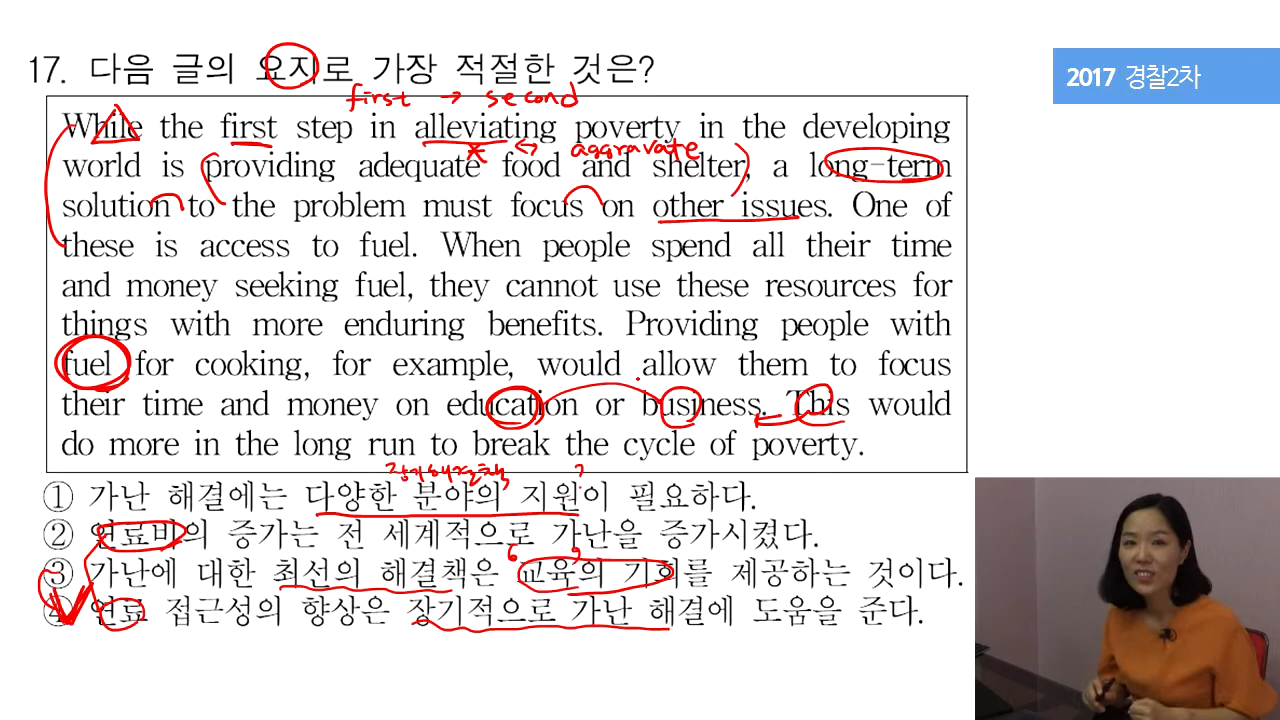 17. 다음 글의 요지로 가장 적절한 것은?
2017 경찰2차
first → second
While the first step in alleviating poverty in the developing
↔ aggravate
world is providing adequate food and shelter, a long-term
solution to the problem must focus on other issues. One of
these is access to fuel. When people spend all their time
and money seeking fuel, they cannot use these resources for
things with more enduring benefits. Providing people with
fuel for cooking, for example, would allow them to focus
their time and money on education or business. This would
do more in the long run to break the cycle of poverty.
① 가난 해결에는 다양한 분야의 지원이 필요하다.
② 연료비의 증가는 전 세계적으로 가난을 증가시켰다.
③ 가난에 대한 최선의 해결책은 교육의 기회를 제공하는 것이다.
④ 연료 접근성의 향상은 장기적으로 가난 해결에 도움을 준다.